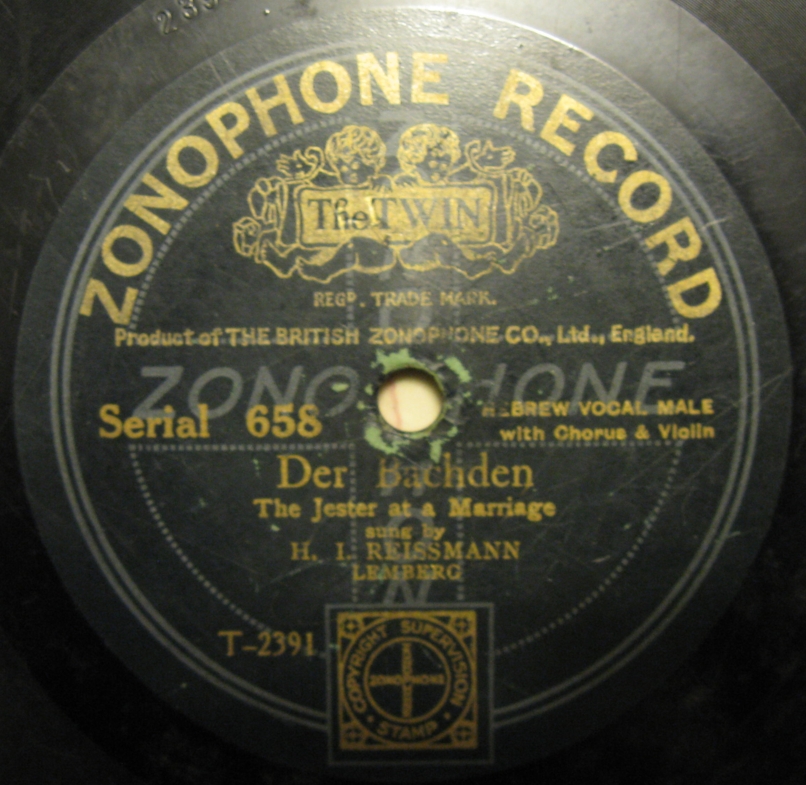 ZONOPHONE RECORD
The TWIN
REGD. TRADE MARK.
Product of THE BRITISH ZONOPHONE CO., Ltd., England.
ZONOPHONE
Serial 658
HEBREW VOCAL MALE
with Chorus & Violin
Der Bachden
The Jester at a Marriage
sung by
H. I. REISSMANN
LEMBERG
T-2391
COPYRIGHT SUPERVISION
ZONOPHONE
STAMP